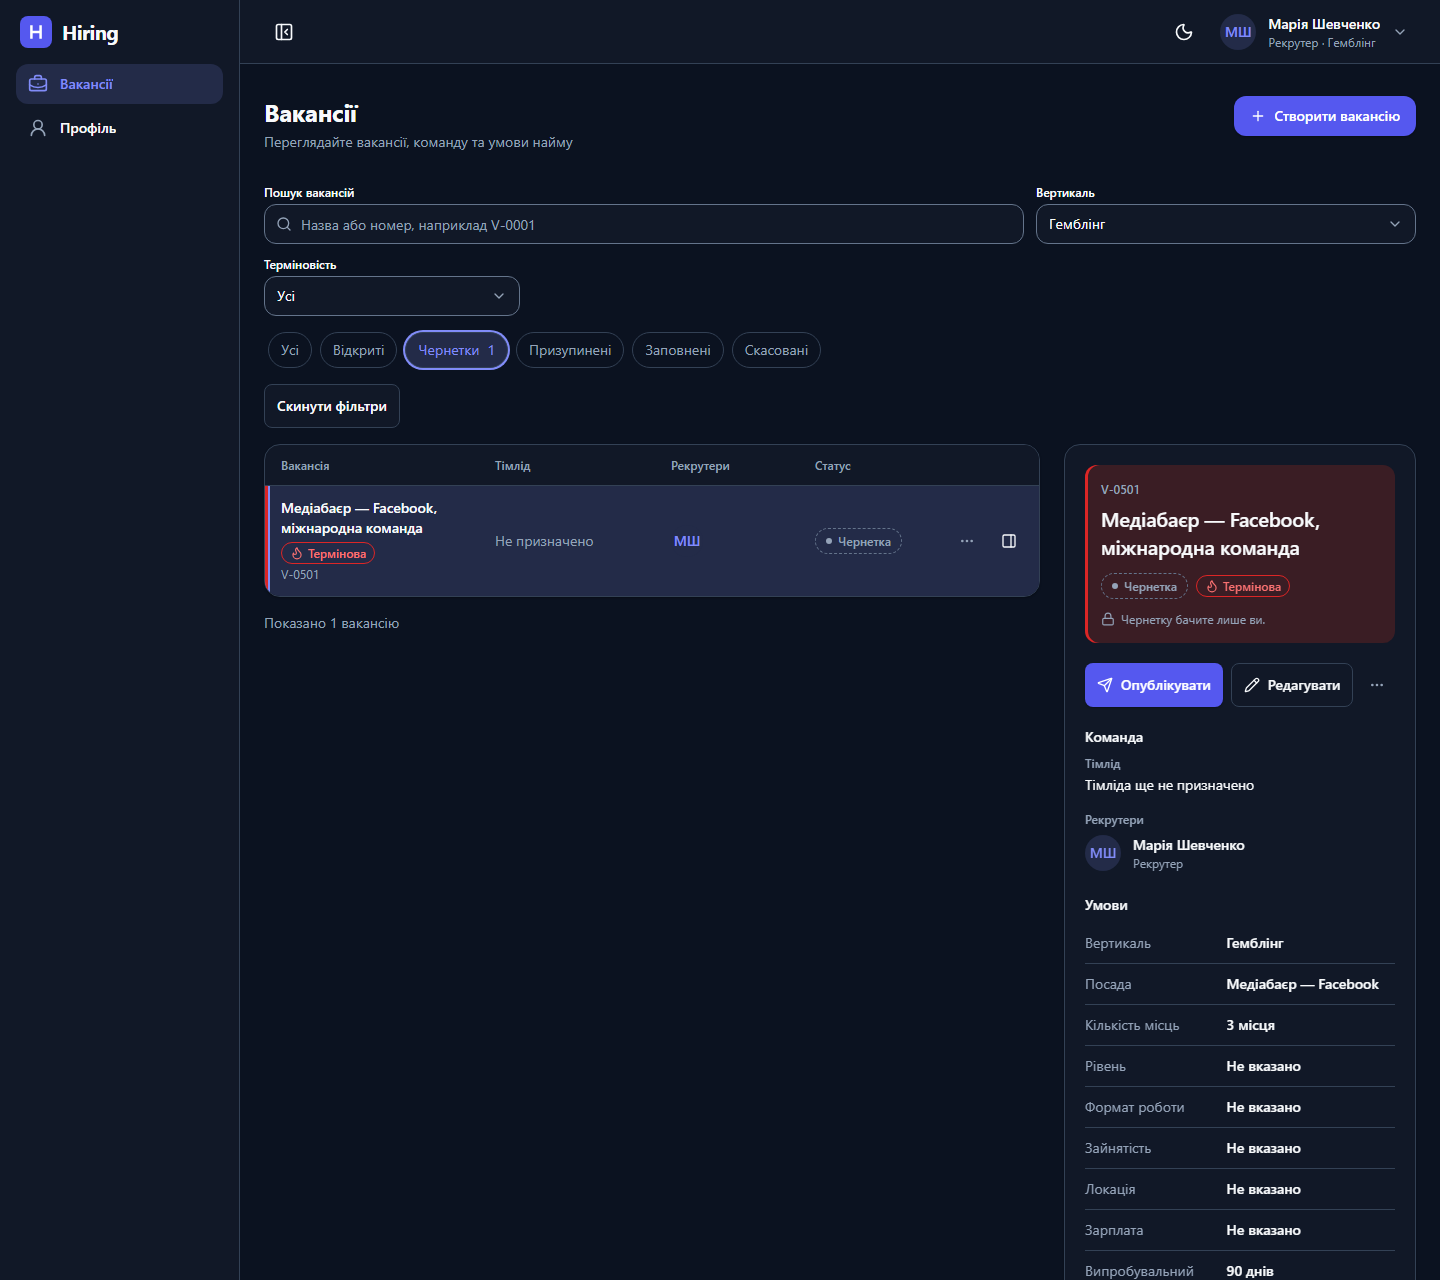 H Hiring
Вакансії
Профіль
МШ
Марія Шевченко
Рекрутер · Гемблінг
Вакансії
Переглядайте вакансії, команду та умови найму
Створити вакансію
Пошук вакансій
Назва або номер, наприклад V-0001
Вертикаль
Гемблінг
Терміновість
Усі
Усі
Відкриті
Чернетки 1
Призупинені
Заповнені
Скасовані
Скинути фільтри
Вакансія Тімлід Рекрутери Статус
Медіабаєр — Facebook,
міжнародна команда
Термінова
V-0501
Не призначено
МШ
Чернетка
Показано 1 вакансію
V-0501
Медіабаєр — Facebook,
міжнародна команда
Чернетка
Термінова
Чернетку бачите лише ви.
Опублікувати
Редагувати
Команда
Тімлід
Тімліда ще не призначено
Рекрутери
МШ
Марія Шевченко
Рекрутер
Умови
Вертикаль Гемблінг
Посада Медіабаєр — Facebook
Кількість місць 3 місця
Рівень Не вказано
Формат роботи Не вказано
Зайнятість Не вказано
Локація Не вказано
Зарплата Не вказано
Випробувальний 90 днів